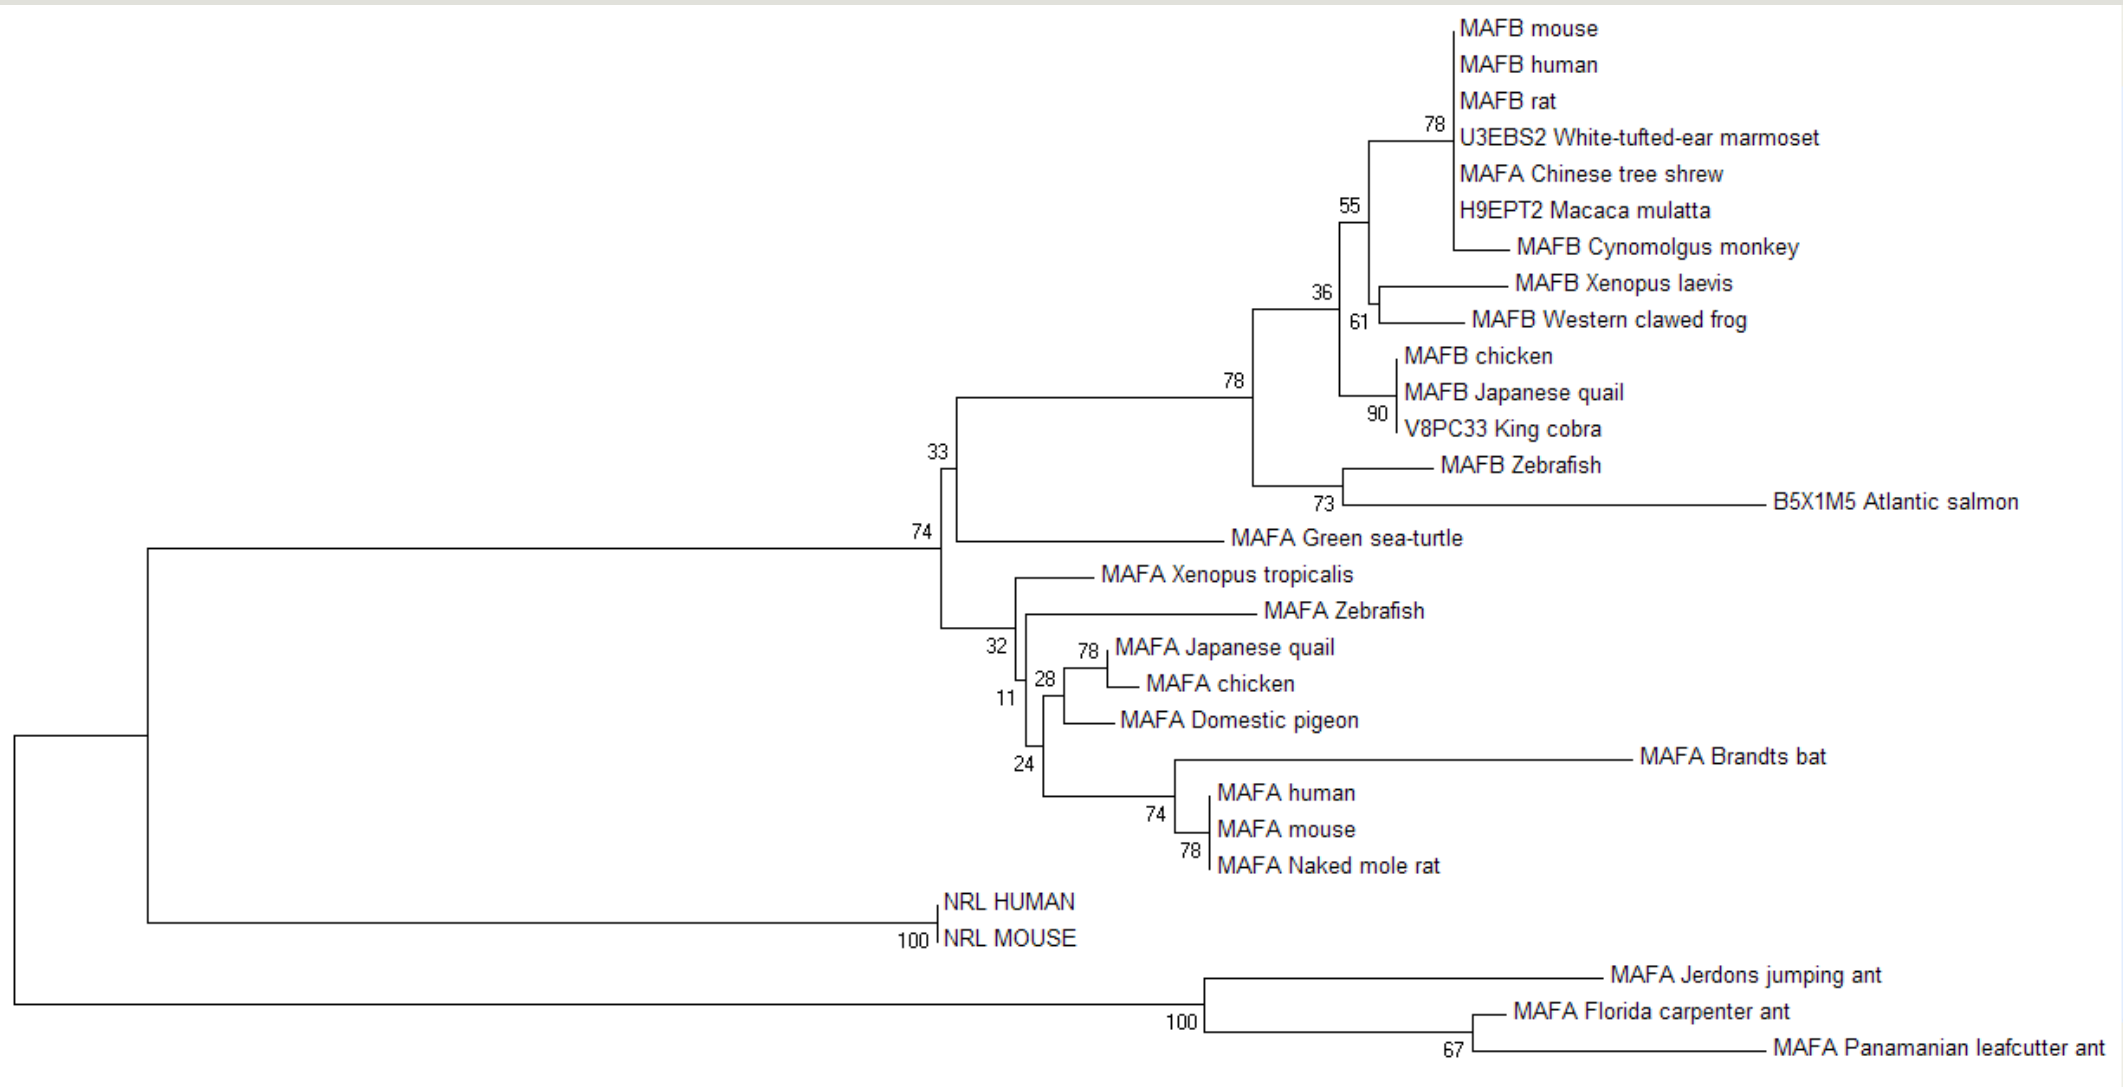 MAFB mouse
MAFB human
MAFB rat
78
U3EBS2 White-tufted-ear marmoset
MAFA Chinese tree shrew
55
H9EPT2 Macaca mulatta
MAFB Cynomolgus monkey
MAFB Xenopus laevis
36
61
MAFB Western clawed frog
MAFB chicken
78
MAFB Japanese quail
90
V8PC33 King cobra
33
MAFB Zebrafish
73
B5X1M5 Atlantic salmon
74
MAFA Green sea-turtle
MAFA Xenopus tropicalis
MAFA Zebrafish
32
78
MAFA Japanese quail
28
MAFA chicken
11
MAFA Domestic pigeon
24
MAFA Brandts bat
MAFA human
74
MAFA mouse
78
MAFA Naked mole rat
NRL HUMAN
100
NRL MOUSE
MAFA Jerdons jumping ant
MAFA Florida carpenter ant
100
67
MAFA Panamanian leafcutter ant